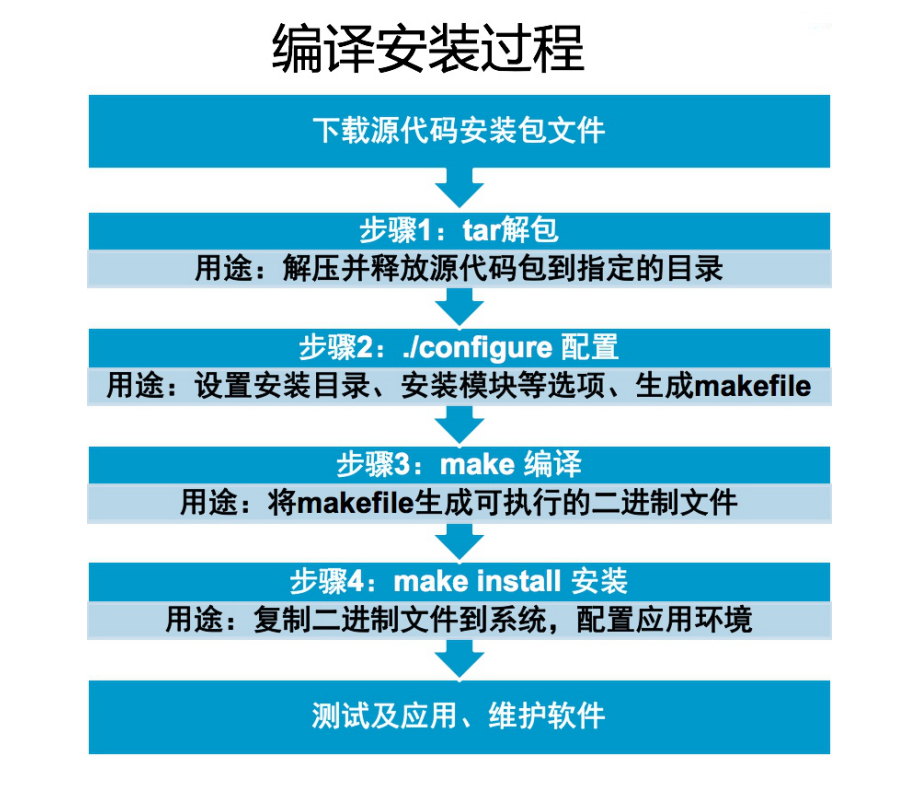 编译安装过程
下载源代码安装包文件
步骤1：tar解包
用途：解压并释放源代码包到指定的目录
步骤2：./configure 配置
用途：设置安装目录、安装模块等选项、生成makefile
步骤3：make 编译
用途：将makefile生成可执行的二进制文件
步骤4：make install 安装
用途：复制二进制文件到系统，配置应用环境
测试及应用、维护软件